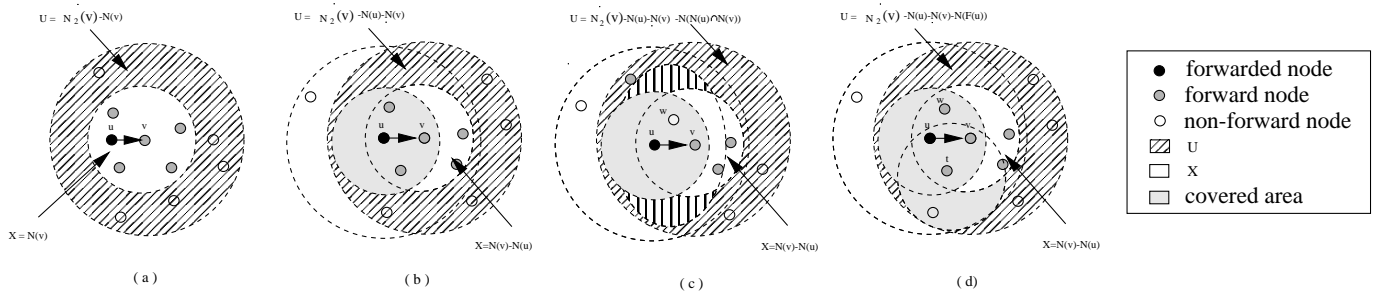 U = N₂(v)-N(v)
u
v
X = N(v)
( a )
U = N₂(v)-N(u)-N(v)
u
v
X=N(v)-N(u)
( b )
U = N₂(v)-N(u)-N(v) -N(N(u)∩N(v))
w
u
v
X=N(v)-N(u)
( c )
U = N₂(v)-N(u)-N(v)-N(F(u))
w
u
v
t
X=N(v)-N(u)
( d)
forwarded node
forward node
non-forward node
U
X
covered area